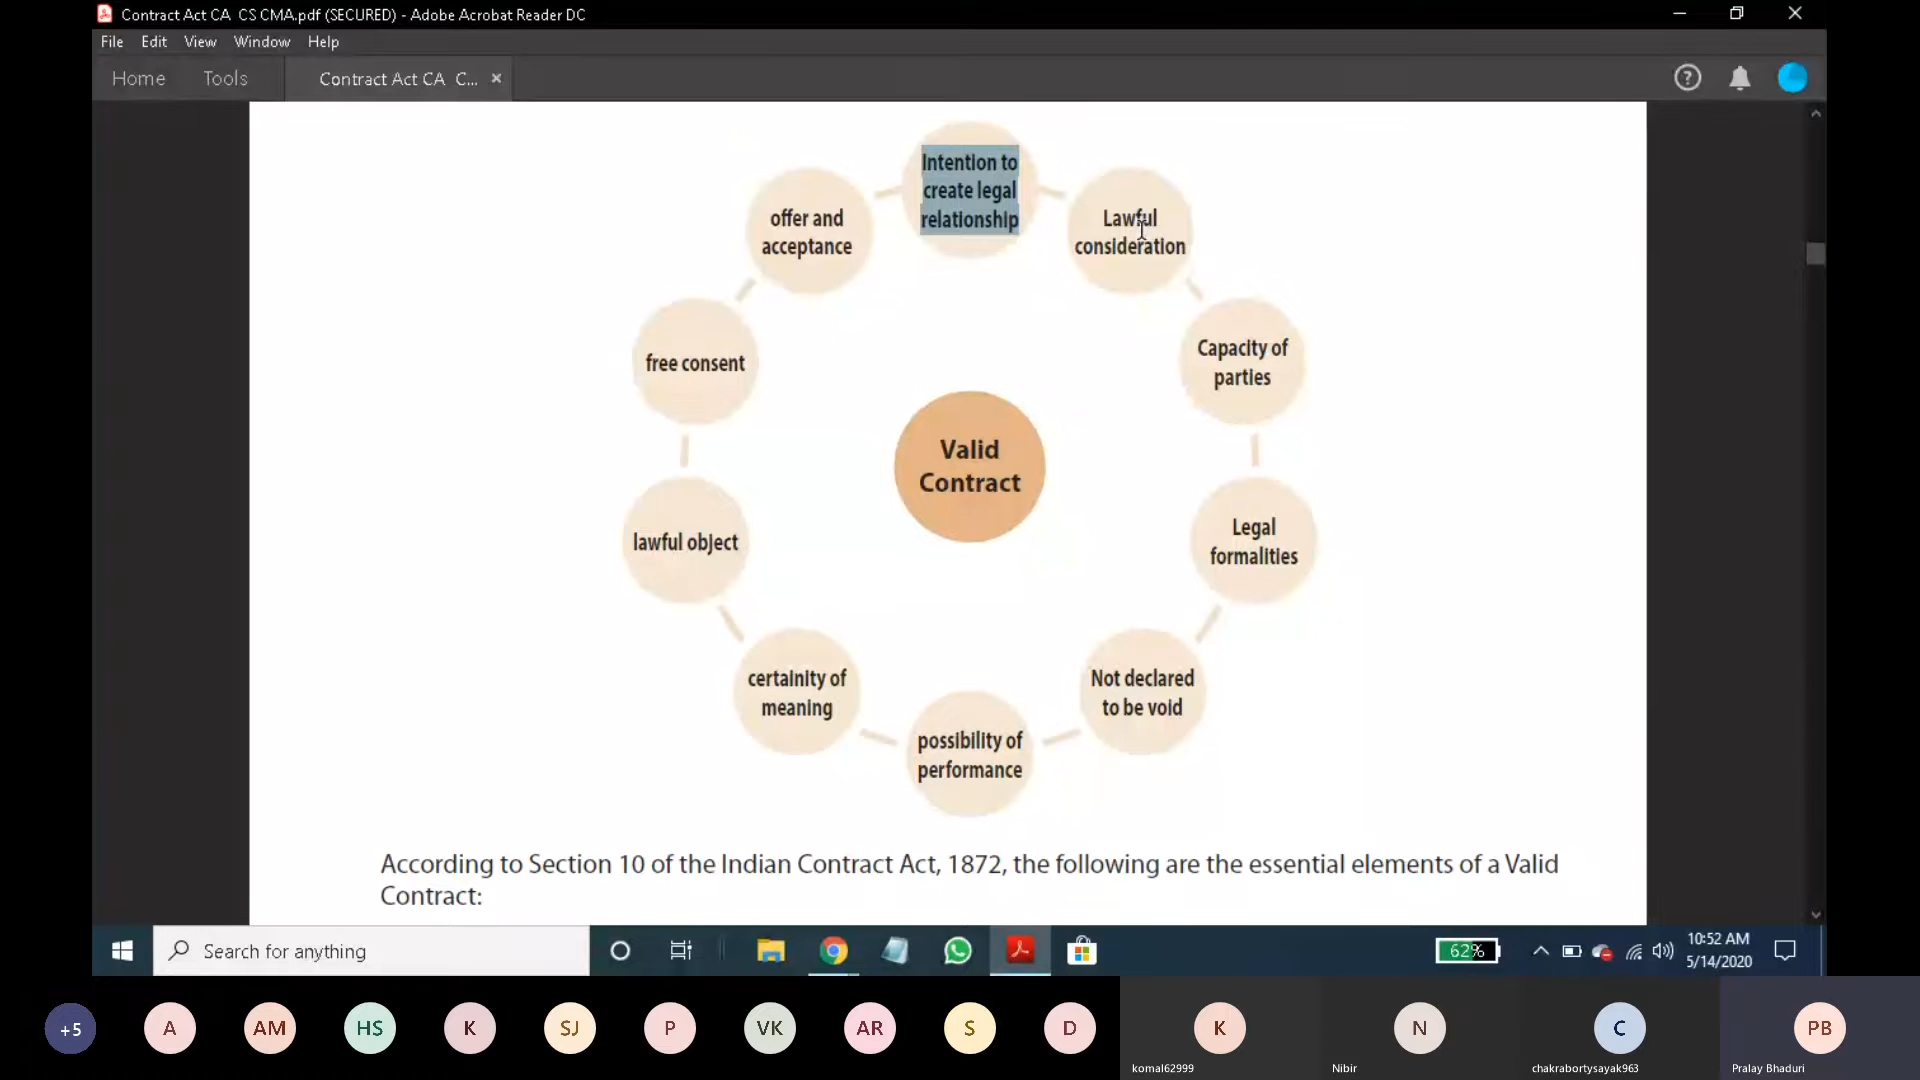 Contract Act CA CS CMA.pdf (SECURED) - Adobe Acrobat Reader DC
File Edit View Window Help
Home Tools Contract Act CA C... ×
Intention to
create legal
relationship
offer and
acceptance
Lawful
consideration
free consent
Capacity of
parties
Valid
Contract
lawful object
Legal
formalities
certainity of
meaning
Not declared
to be void
possibility of
performance
According to Section 10 of the Indian Contract Act, 1872, the following are the essential elements of a Valid
Contract:
Search for anything
62%
10:52 AM
5/14/2020
+5 A AM HS K SJ P VK AR S D K N C PB
komal62999 Nibir chakrabortysayak963 Pralay Bhaduri